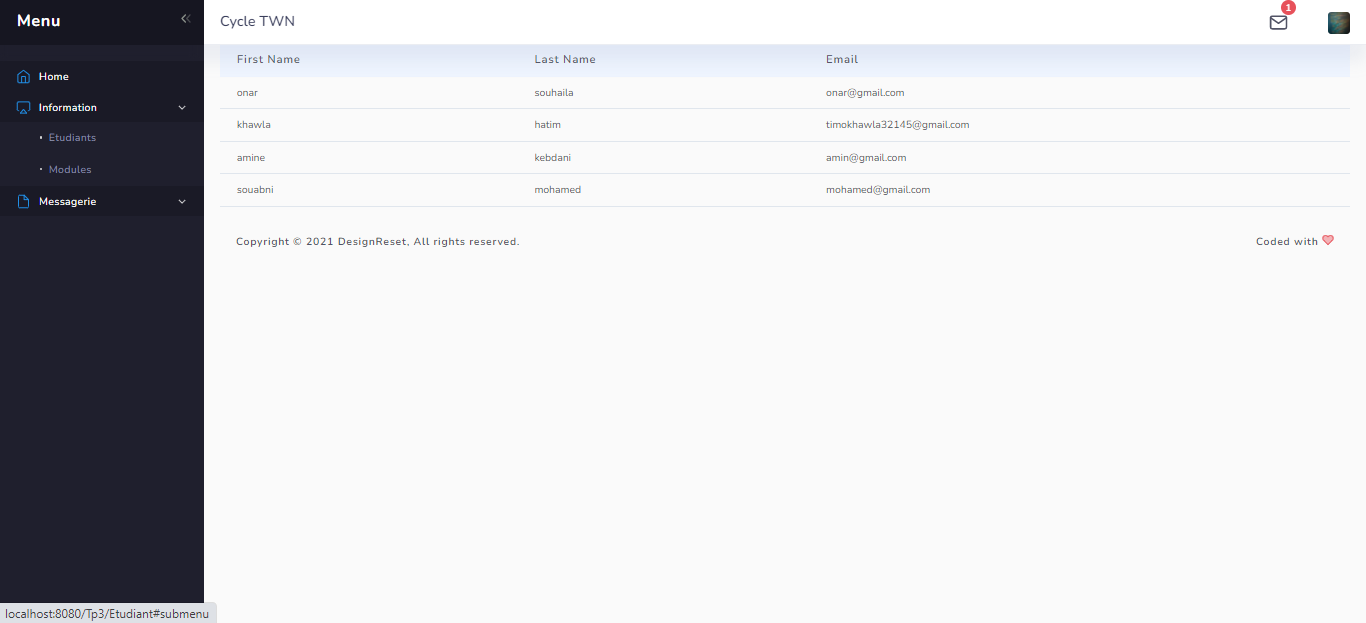 Menu
Cycle TWN
1
Home
Information
Etudiants
Modules
Messagerie
First Name Last Name Email
onar souhaila onar@gmail.com
khawla hatim timokhawla32145@gmail.com
amine kebdani amin@gmail.com
souabni mohamed mohamed@gmail.com
Copyright © 2021 DesignReset, All rights reserved. Coded with
localhost:8080/Tp3/Etudiant#submenu